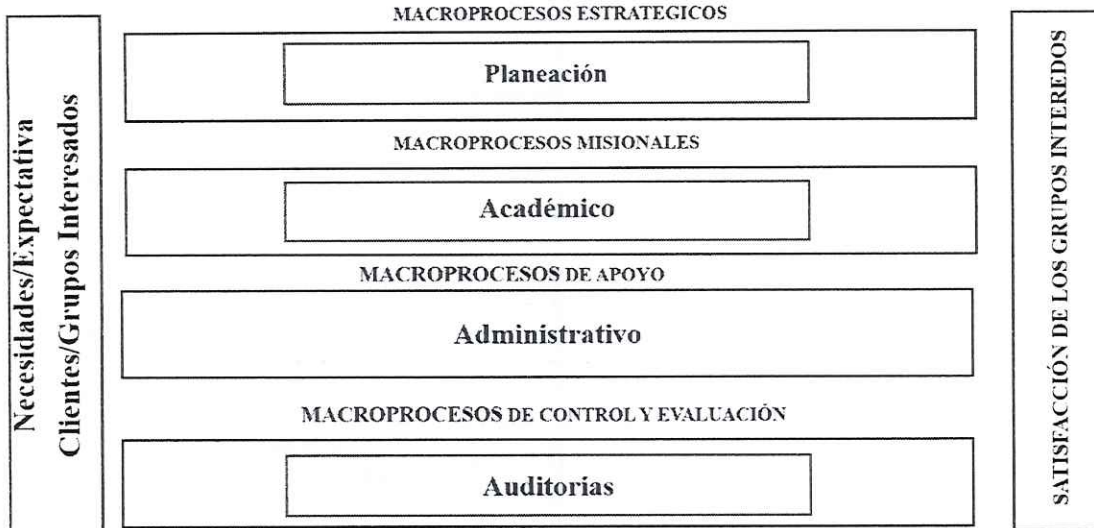 Necesidades/Expectativa
Clientes/Grupos Interesados
MACROPROCESOS ESTRATEGICOS
Planeación
MACROPROCESOS MISIONALES
Académico
MACROPROCESOS DE APOYO
Administrativo
MACROPROCESOS DE CONTROL Y EVALUACIÓN
Auditorias
SATISFACCIÓN DE LOS GRUPOS INTEREDOS